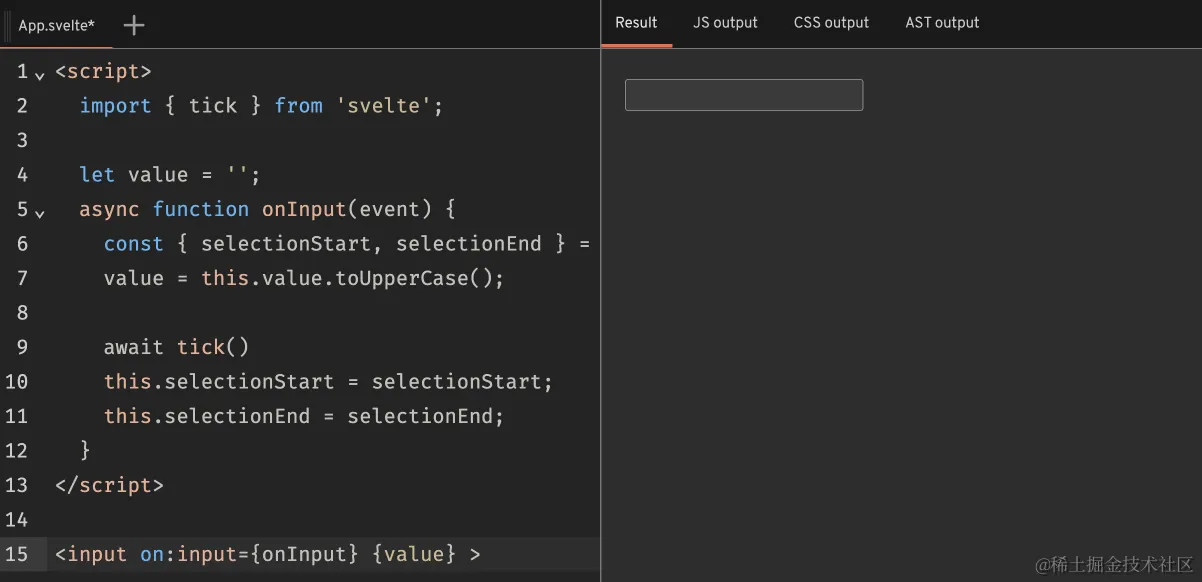 App.svelte* +
Result JS output CSS output AST output
1 <script>
2 import { tick } from 'svelte';
3
4 let value = '';
5 async function onInput(event) {
6 const { selectionStart, selectionEnd } =
7 value = this.value.toUpperCase();
8
9 await tick()
10 this.selectionStart = selectionStart;
11 this.selectionEnd = selectionEnd;
12 }
13 </script>
14
15 <input on:input={onInput} {value} >
@稀土掘金技术社区